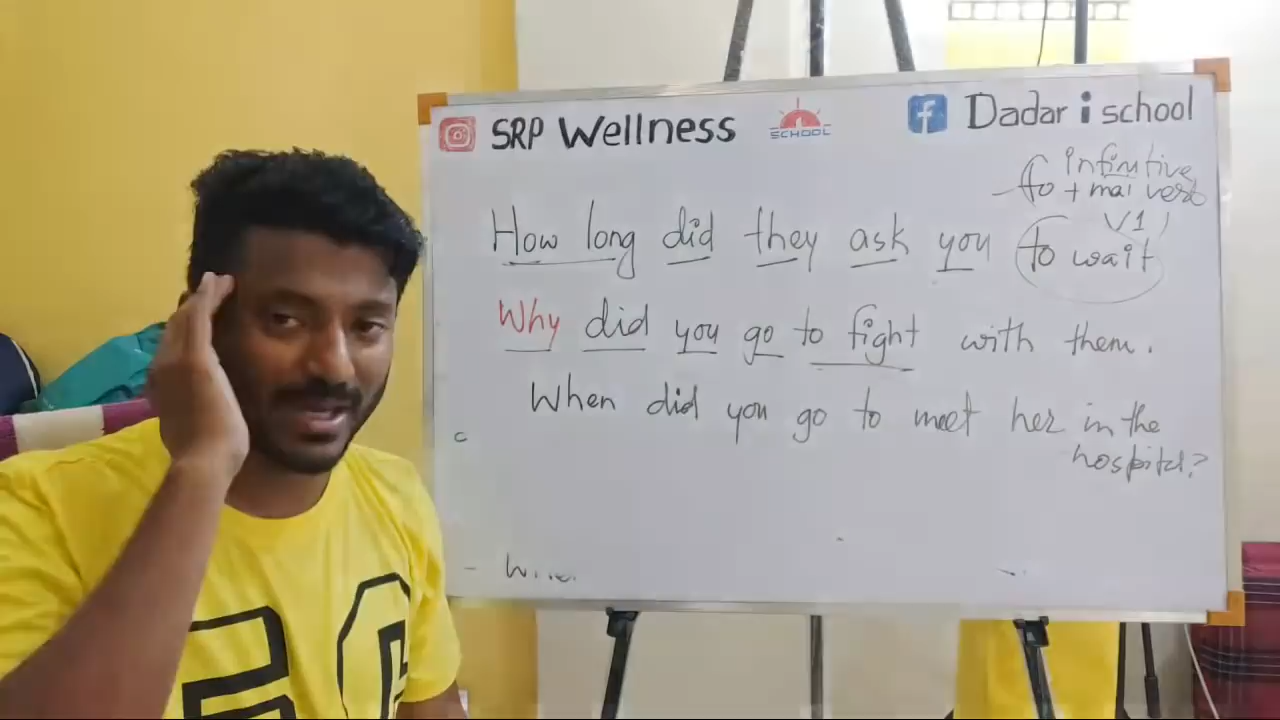 SRP Wellness
SCHOOL
Dadar i school
infinitive
to + mai verb
V1
How long did they ask you to wait
Why did you go to fight with them.
When did you go to meet her in the
hospital?